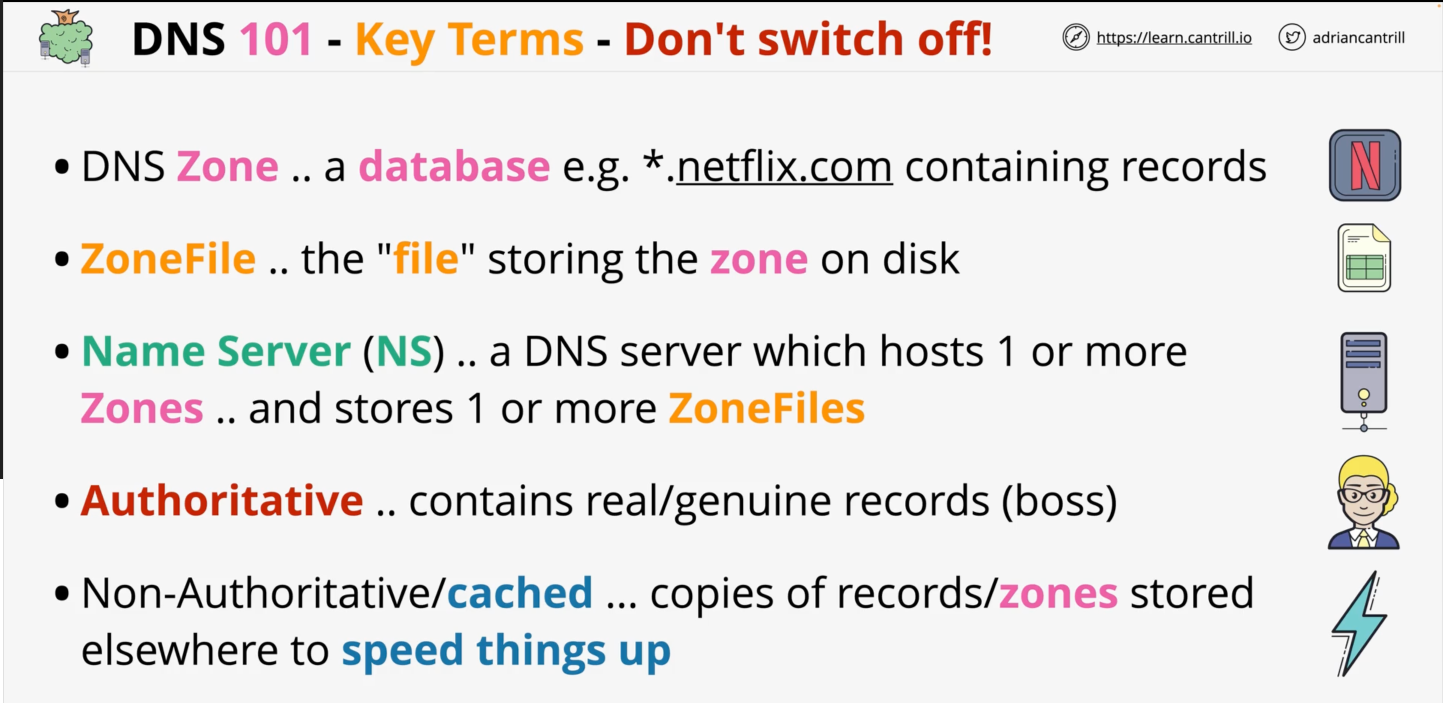 DNS 101 - Key Terms - Don't switch off!
https://learn.cantrill.io
adriancantrill
• DNS Zone .. a database e.g. *.netflix.com containing records
N
• ZoneFile .. the "file" storing the zone on disk
• Name Server (NS) .. a DNS server which hosts 1 or more
Zones .. and stores 1 or more ZoneFiles
• Authoritative .. contains real/genuine records (boss)
• Non-Authoritative/cached ... copies of records/zones stored
elsewhere to speed things up